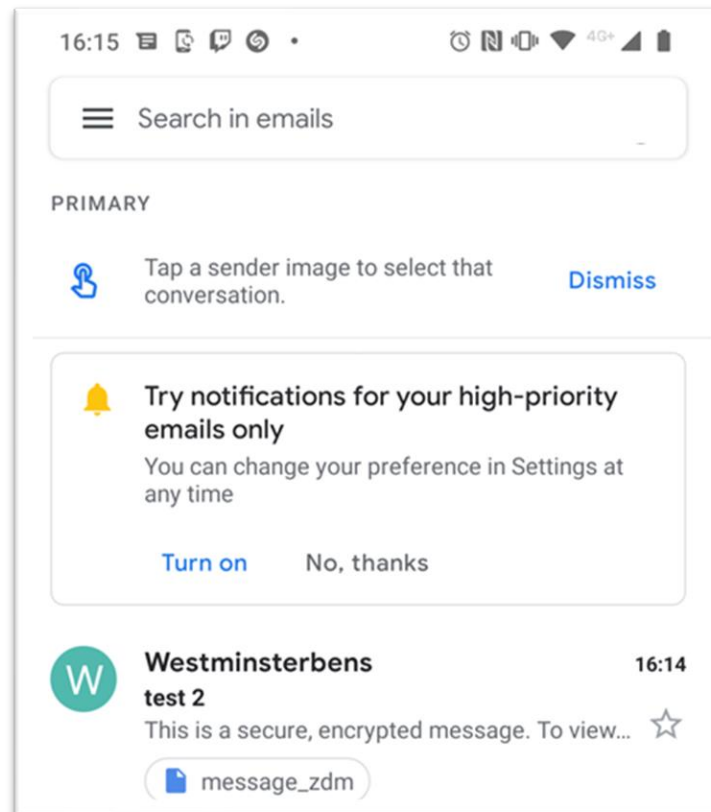 16:15 4G+
Search in emails
PRIMARY
Tap a sender image to select that
conversation.
Dismiss
Try notifications for your high-priority
emails only
You can change your preference in Settings at
any time
Turn on No, thanks
W
Westminsterbens 16:14
test 2
This is a secure, encrypted message. To view...
message_zdm